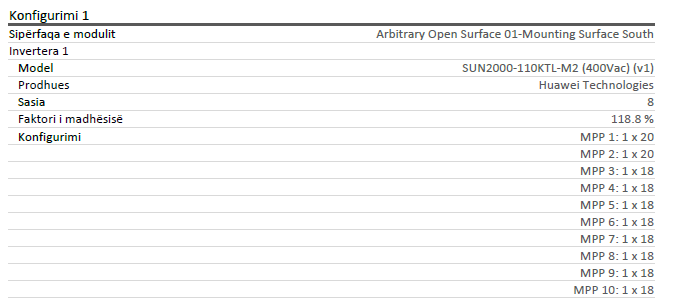 Konfigurimi 1
Sipërfaqa e modulit Arbitrary Open Surface 01-Mounting Surface South
Invertera 1
Model SUN2000-110KTL-M2 (400Vac) (v1)
Prodhues Huawei Technologies
Sasia 8
Faktori i madhësisë 118.8 %
Konfigurimi MPP 1: 1 x 20
MPP 2: 1 x 20
MPP 3: 1 x 18
MPP 4: 1 x 18
MPP 5: 1 x 18
MPP 6: 1 x 18
MPP 7: 1 x 18
MPP 8: 1 x 18
MPP 9: 1 x 18
MPP 10: 1 x 18